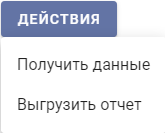 ДЕЙСТВИЯ
Получить данные
Выгрузить отчет